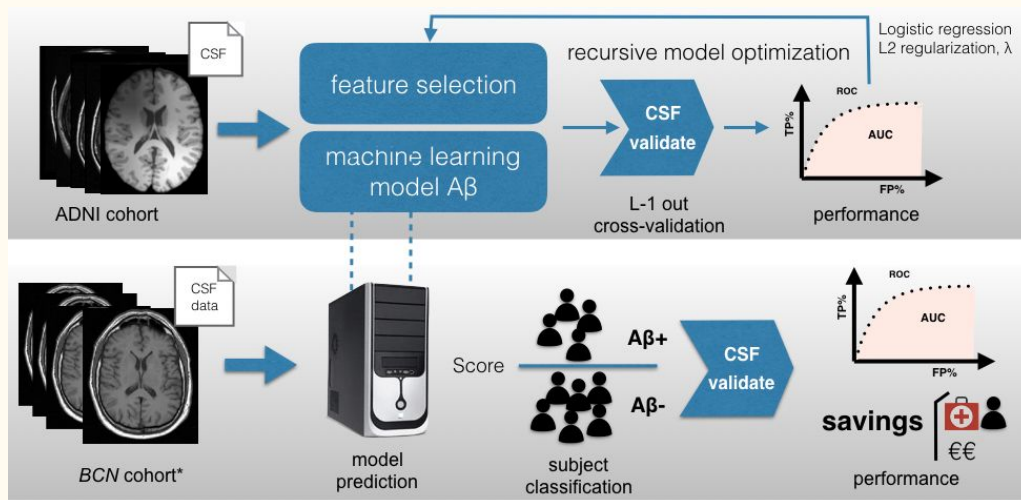 CSF
ADNI cohort
feature selection
machine learning
model Aβ
recursive model optimization
CSF
validate
L-1 out
cross-validation
Logistic regression
L2 regularization, λ
ROC
TP%
AUC
FP%
performance
CSF
data
BCN cohort*
model
prediction
Score
Aβ+
Aβ-
subject
classification
CSF
validate
ROC
TP%
AUC
FP%
savings
€€
performance